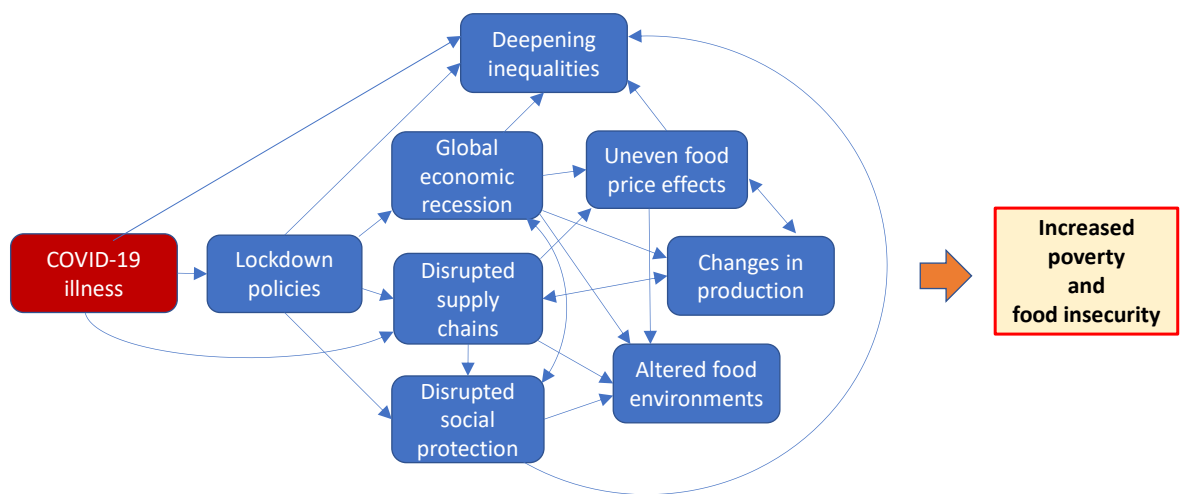 Deepening
inequalities
Global
economic
recession
Uneven food
price effects
COVID-19
illness
Lockdown
policies
Disrupted
supply
chains
Changes in
production
Disrupted
social
protection
Altered food
environments
Increased
poverty
and
food insecurity